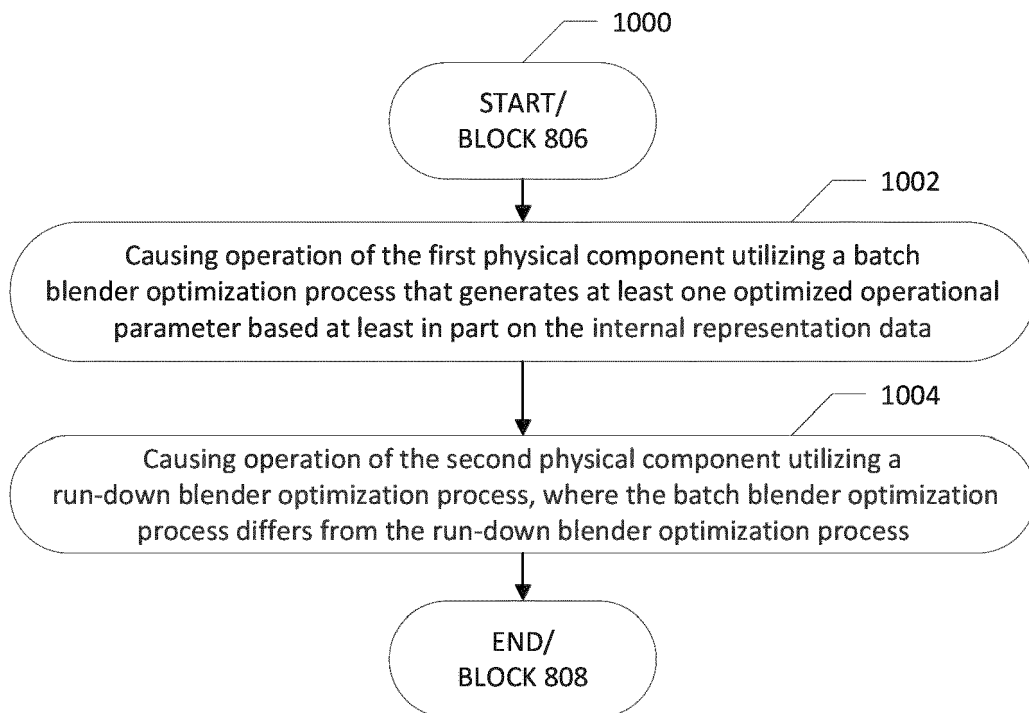 1000
START/
BLOCK 806
1002
Causing operation of the first physical component utilizing a batch
blender optimization process that generates at least one optimized operational
parameter based at least in part on the internal representation data
1004
Causing operation of the second physical component utilizing a
run-down blender optimization process, where the batch blender optimization
process differs from the run-down blender optimization process
END/
BLOCK 808